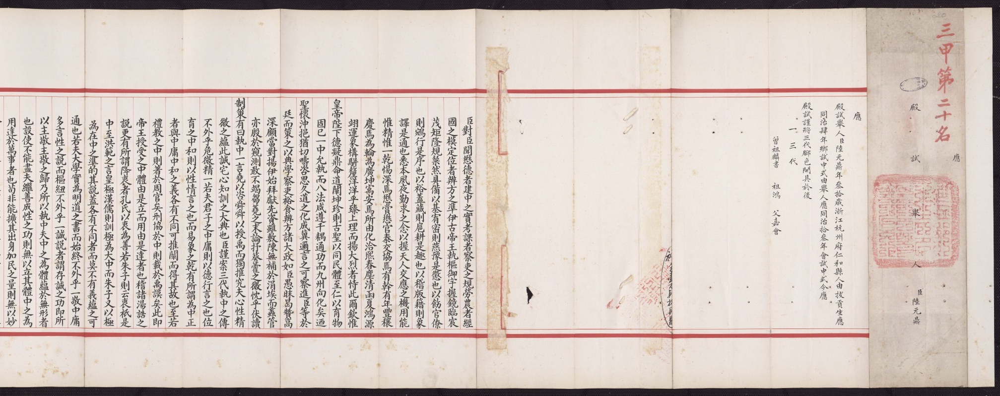 三甲第二十名
應
殿試舉人臣陸元鼎
應
殿試舉人臣陸元鼎年叁拾歲浙江杭州府仁和縣人由拔貢生應
同治肆年鄉試中式由舉人應同治拾叁年會試中式今應
殿試謹將三代腳色開具於後
一三代
曾祖麟書 祖鴻 父嘉會
臣對臣聞懋德者建中之實考課者察吏之規勞農者經
國之模定位者辨方之準伊古帝王執樞御宇握鏡臨宸
茂矩隆規粲然具備以基宥密則燕豫是懲也以飭官僚
則鵷行是序也以裕蓋藏則扈耕是趣也以稽版籍則象
譯是通也悉本夙夜勤求之念以握天人交應之機用能
惟精惟一乾惕深焉懋賞懋官泰交協焉有幹有年豐穰
慶焉為輪為廣坤寓安焉所由化洽熙春塵清函夏鴻源
翊運象構駢釐洋洋乎臻上理而揚大烈者恃此爾欽惟
皇帝陛下德凝鼎命道闡坤珍則古聖以同民體至仁以育物
固已一中允執而八法咸遵千耦通功而九州向化矣迺
聖懷沖挹猶切疇咨思久道之化成冀邇言之可察進臣等於
廷而策之以典學察吏裕食辨方諸大政如臣愚昧曷贊高
深顧當對揚伊始拜獻先資雖敷陳無補於涓埃而蠡管
亦殷於窺測敢不竭芻蕘之末論抒葵藿之微忱乎伏讀
制策有曰執中一言堯以咨舜舜以授禹而獨推究夫心性精
微之蘊此誠宅心知訓之大典也臣謹案三代執中之傳
不外乎危微精一若夫君子之中庸則以德行言之也位
育之中和則以性情言之也而易象之乾有所謂為中正
者與中庸中和之義各有不同可推闡而得其故也至若
禮教之中則著於周官矣刑協於中則載於禹謨矣此即
帝王授受之中體由是立而用由是達者也稽諸湯誥之
說更有所謂降衷者孔氏以衷為善若朱子則云衷祇是
中至洪範之言皇極漢儒則訓極為大中而朱子又以極
為在中之準的其說蓋各有不同者而莫不有義蘊之可
通也若夫大學實為明道之書而始終不外乎一敬中庸
多言性之說而樞紐不外乎一誠說者謂存誠之功即所
以主敬主敬之歸乃所以執中夫中之為體蘊於無形者
也設使不能盡夫繼善成性之功則無以立其體中之為
用達於萬事者也苟非能擴其出身加民之量則無以妙